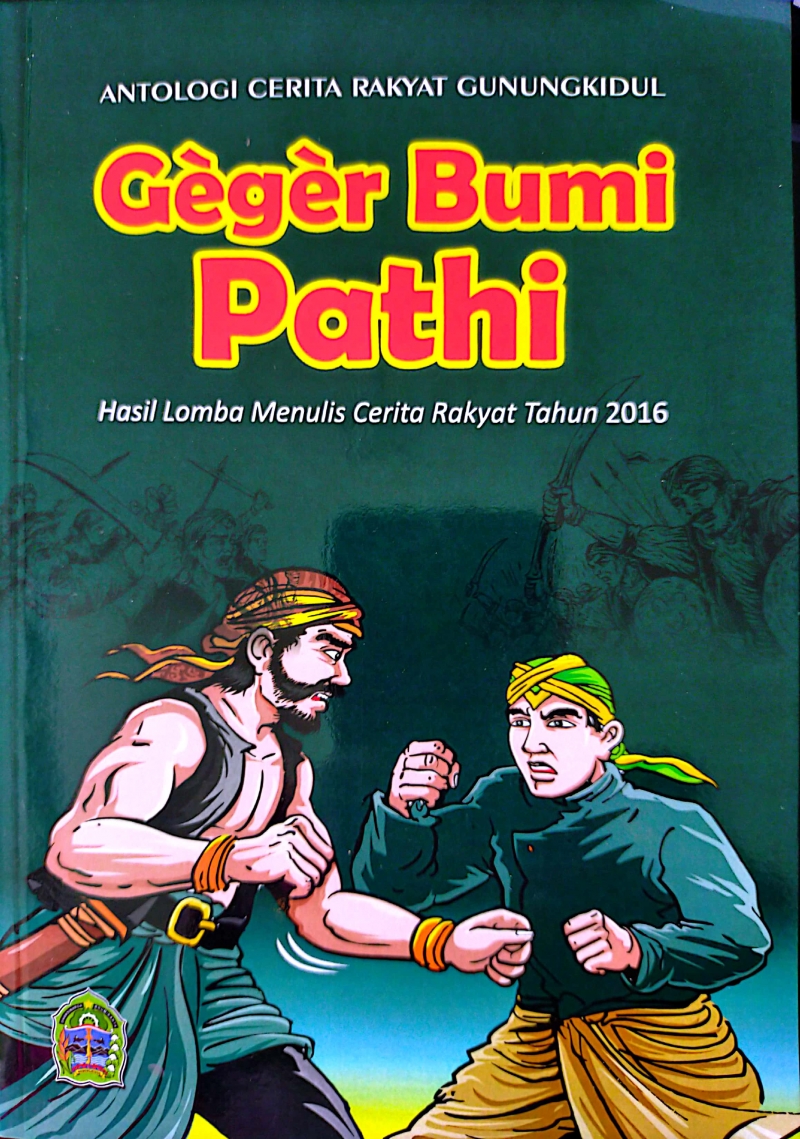 ANTOLOGI CERITA RAKYAT GUNUNGKIDUL
Gègèr Bumi
Pathi
Hasil Lomba Menulis Cerita Rakyat Tahun 2016